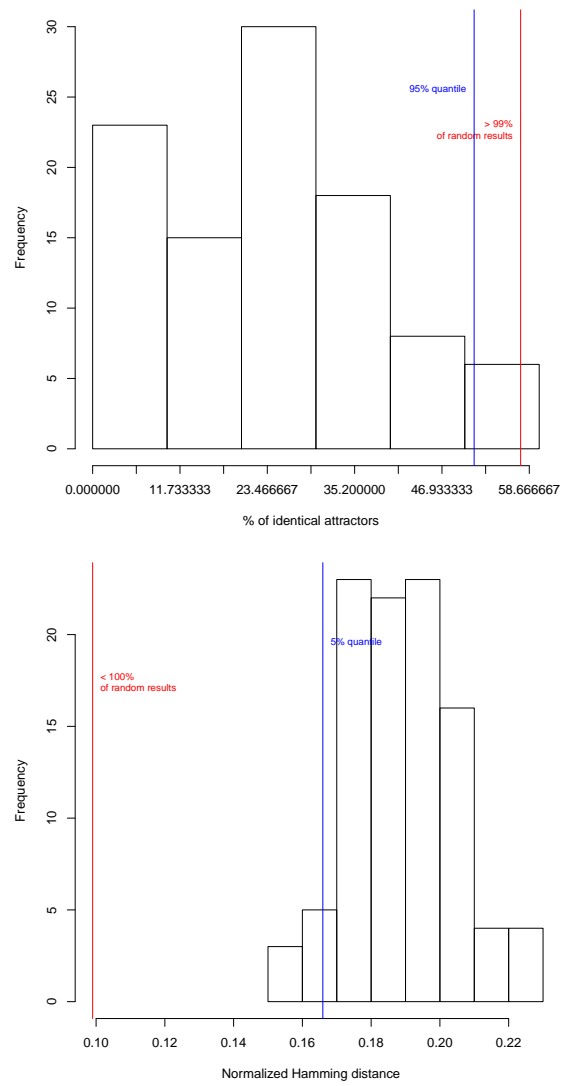 30
25
20
15
10
5
0
Frequency
95% quantile
> 99%
of random results
0.000000 11.733333 23.466667 35.200000 46.933333 58.666667
% of identical attractors
20
15
10
5
0
Frequency
5% quantile
< 100%
of random results
0.10 0.12 0.14 0.16 0.18 0.20 0.22
Normalized Hamming distance